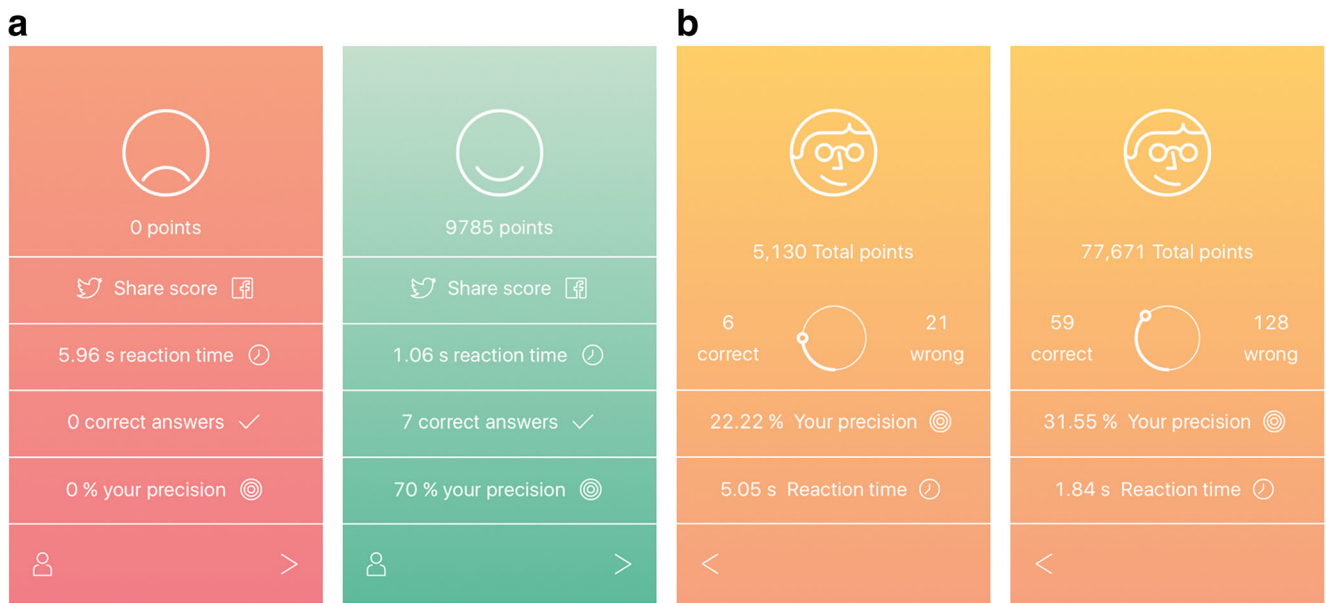 a
0 points
Share score
5.96 s reaction time
0 correct answers
0 % your precision
9785 points
Share score
1.06 s reaction time
7 correct answers
70 % your precision
b
5,130 Total points
6 correct
21 wrong
22.22 % Your precision
5.05 s Reaction time
77,671 Total points
59 correct
128 wrong
31.55 % Your precision
1.84 s Reaction time